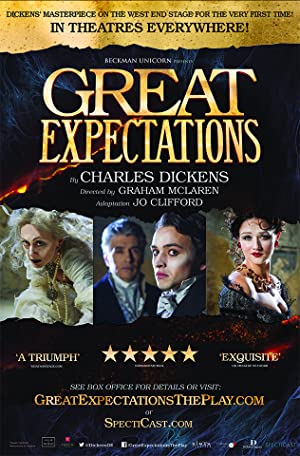 DICKENS' MASTERPIECE ON THE WEST END STAGE FOR THE VERY FIRST TIME!
IN THEATRES EVERYWHERE!
BECKMAN UNICORN PRESENTS
GREAT
EXPECTATIONS
By CHARLES DICKENS
Directed by GRAHAM MCLAREN
Adaptation JO CLIFFORD
'A TRIUMPH'
'EXQUISITE'
SEE BOX OFFICE FOR DETAILS OR VISIT:
GREATEXPECTATIONSTHEPLAY.COM
OR
SPECTICAST.COM